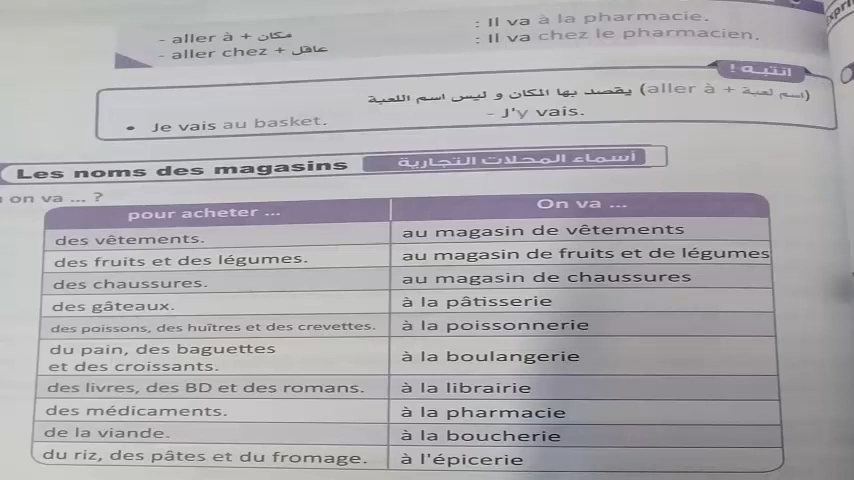 - aller à + مكان : Il va à la pharmacie.
- aller chez + عاقل : Il va chez le pharmacien.
انتبه !
(aller à + اسم لعبة) يقصد بها المكان و ليس اسم اللعبة
• Je vais au basket. - J'y vais.
Les noms des magasins أسماء المحلات التجارية
on va ... ?
pour acheter ... On va ...
des vêtements. au magasin de vêtements
des fruits et des légumes. au magasin de fruits et de légumes
des chaussures. au magasin de chaussures
des gâteaux. à la pâtisserie
des poissons, des huîtres et des crevettes. à la poissonnerie
du pain, des baguettes
et des croissants. à la boulangerie
des livres, des BD et des romans. à la librairie
des médicaments. à la pharmacie
de la viande. à la boucherie
du riz, des pâtes et du fromage. à l'épicerie